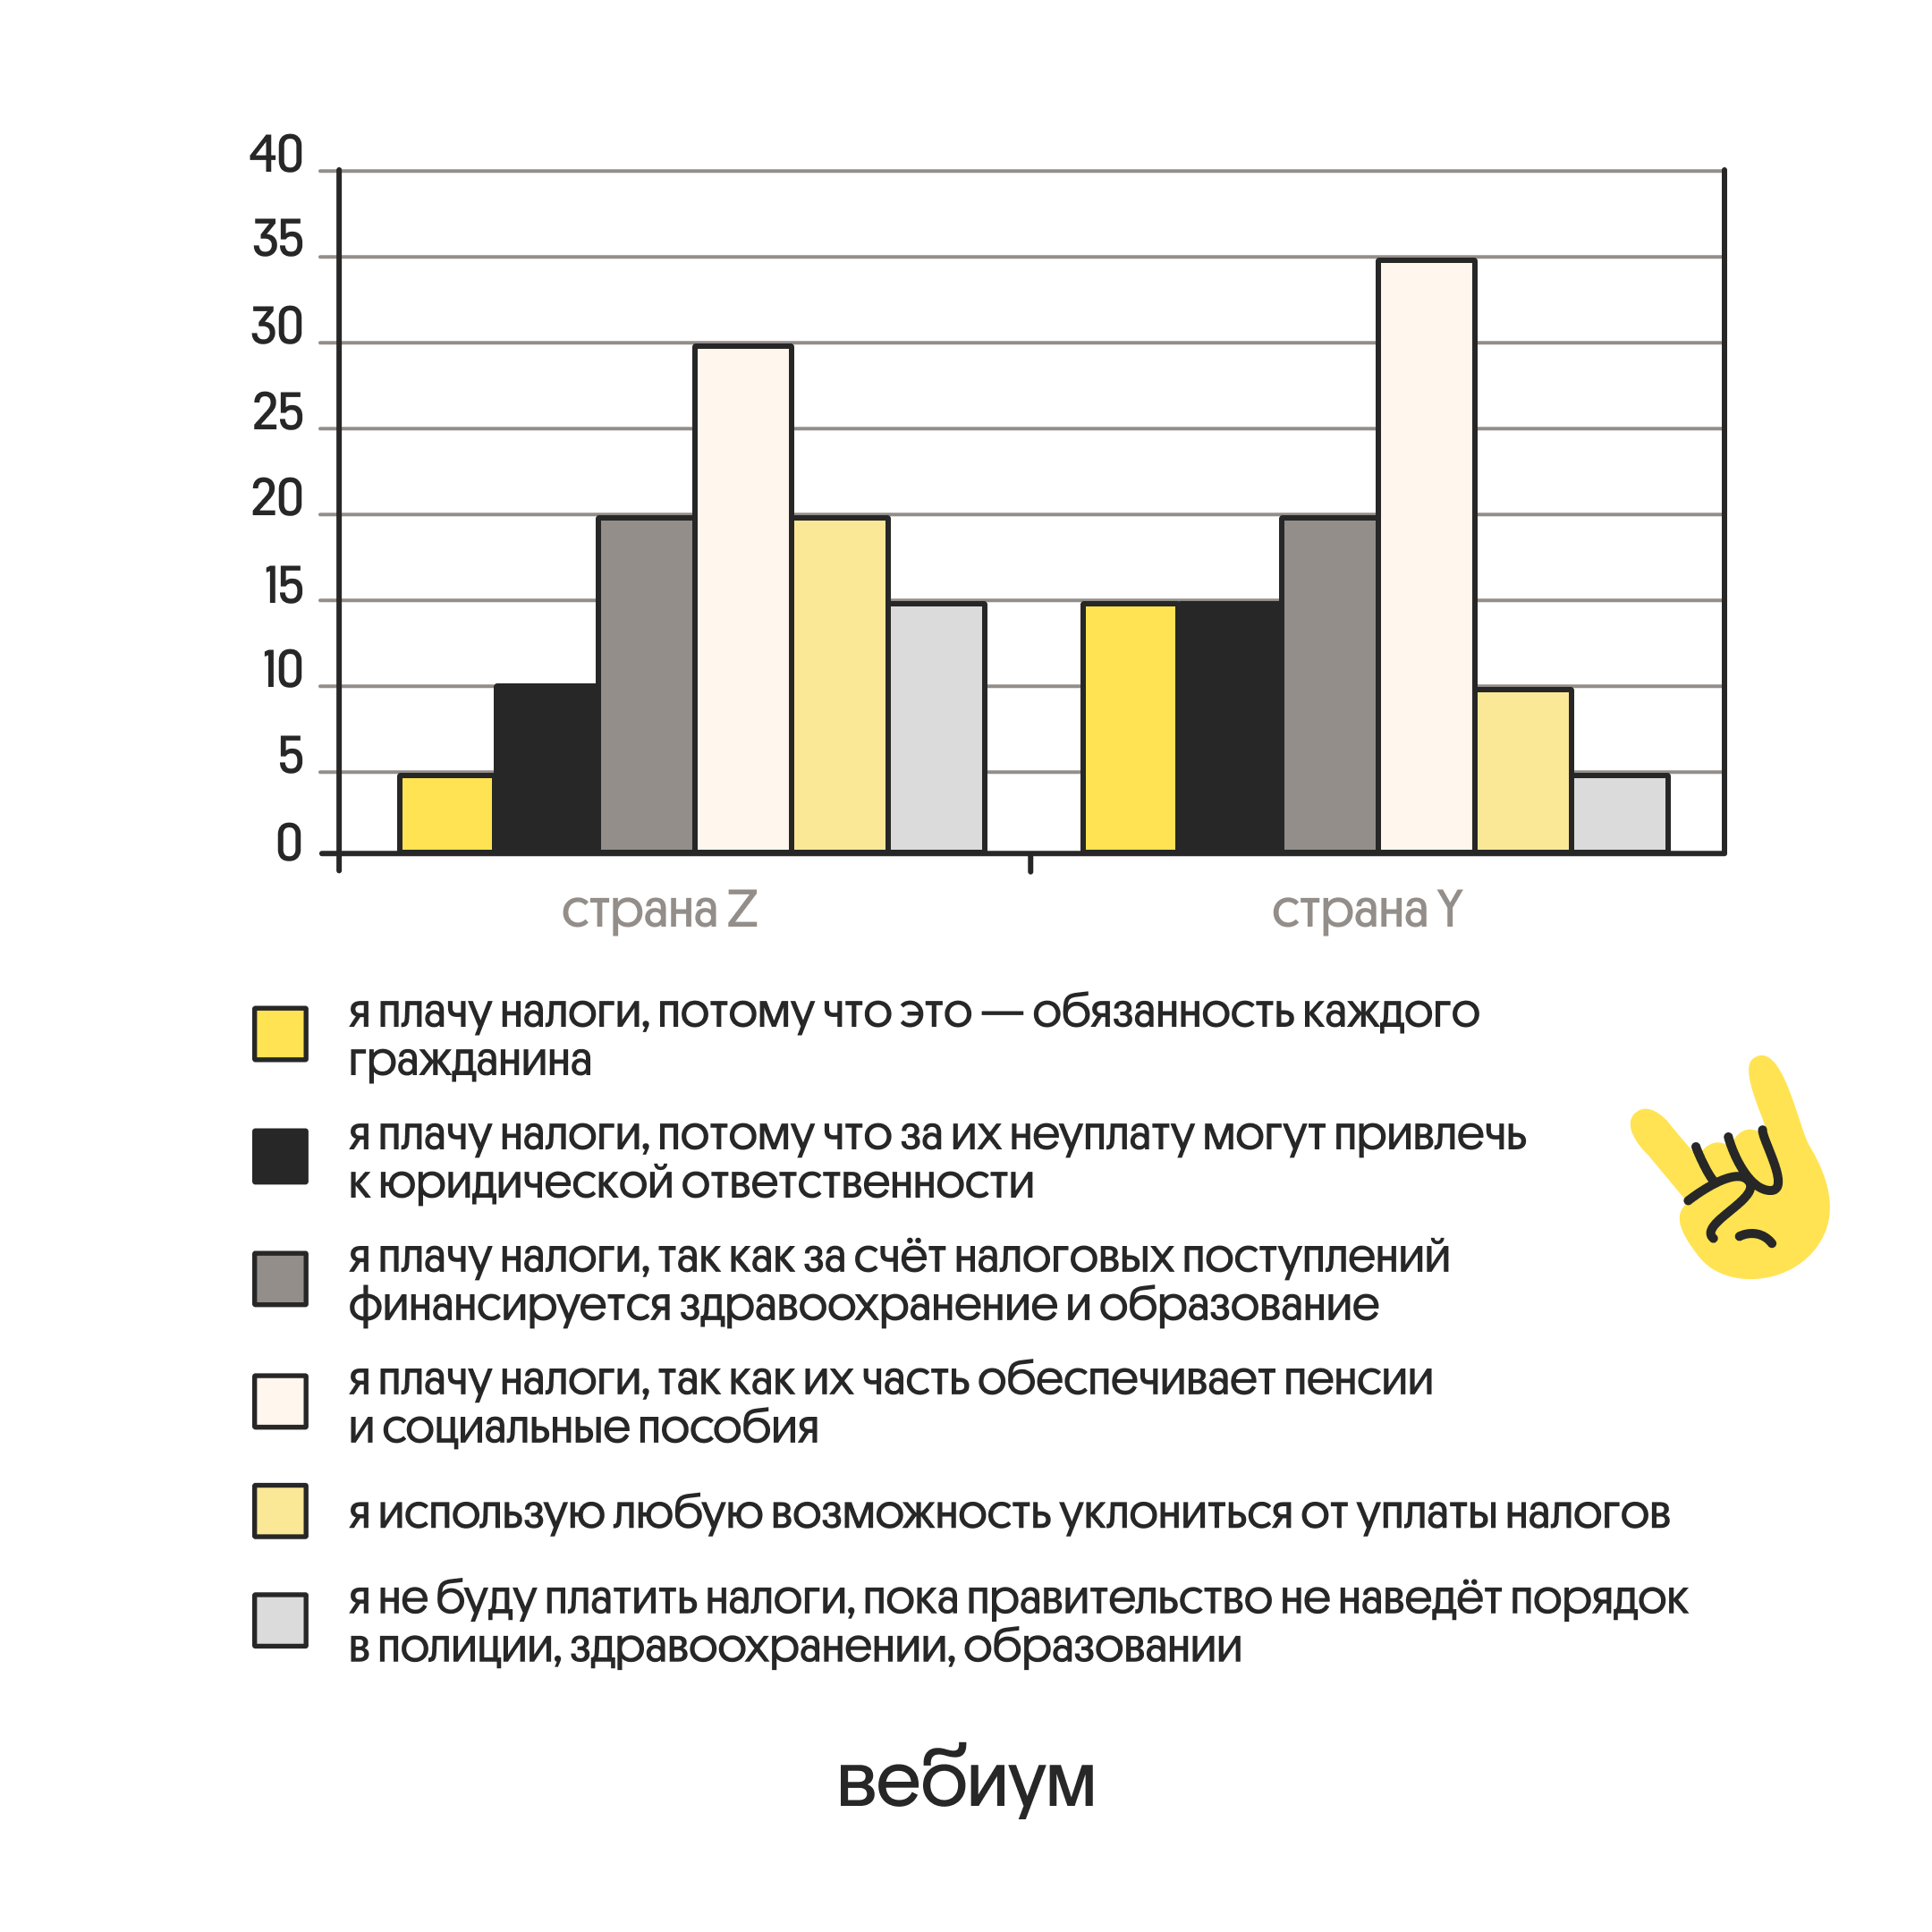 40
35
30
25
20
15
10
5
0
страна Z
страна Y
я плачу налоги, потому что это — обязанность каждого
гражданина
я плачу налоги, потому что за их неуплату могут привлечь
к юридической ответственности
я плачу налоги, так как за счёт налоговых поступлений
финансируется здравоохранение и образование
я плачу налоги, так как их часть обеспечивает пенсии
и социальные пособия
я использую любую возможность уклониться от уплаты налогов
я не буду платить налоги, пока правительство не наведёт порядок
в полиции, здравоохранении, образовании
вебиум